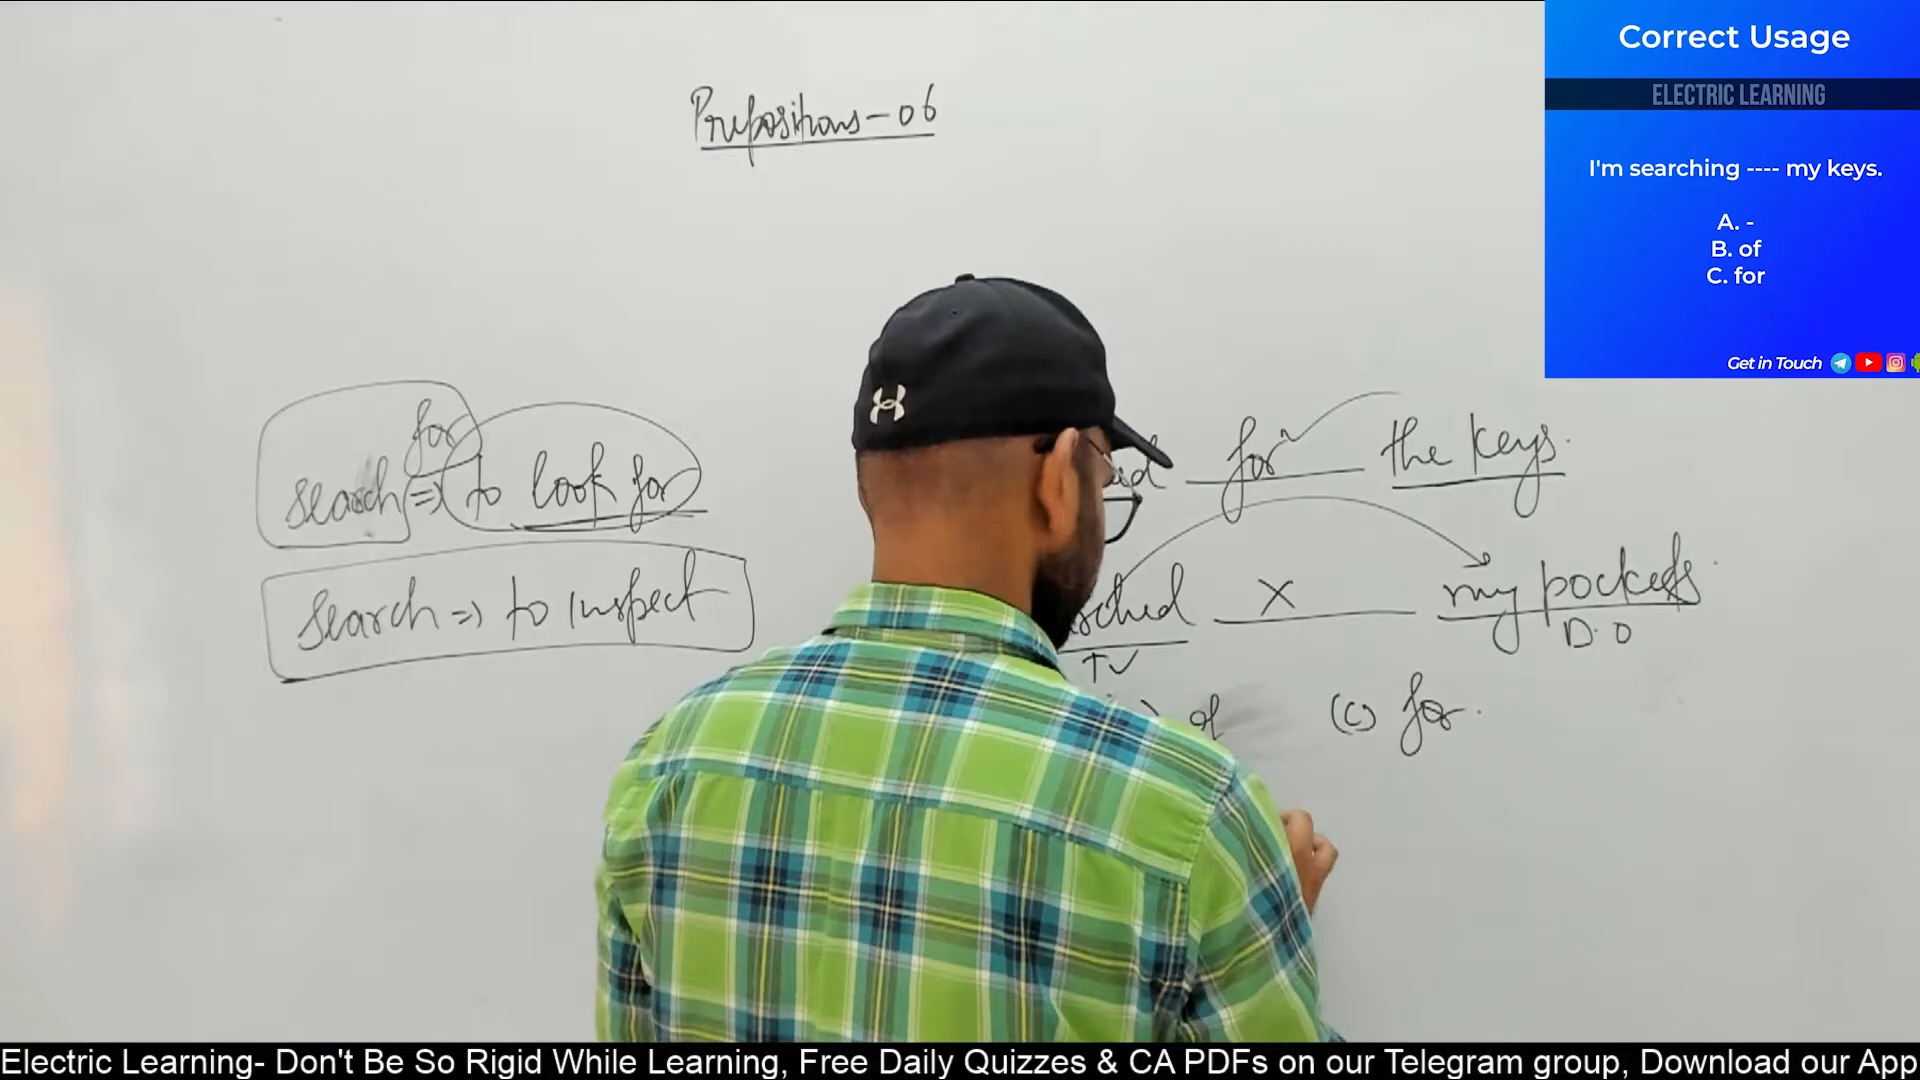 Prepositions-06
Correct Usage
ELECTRIC LEARNING
I'm searching ---- my keys.
A. -
B. of
C. for
Get in Touch
for
search => to look for
search => to inspect
for the keys.
X my pockets.
TV
D.O
of (c) for.
Electric Learning- Don't Be So Rigid While Learning, Free Daily Quizzes & CA PDFs on our Telegram group, Download our App